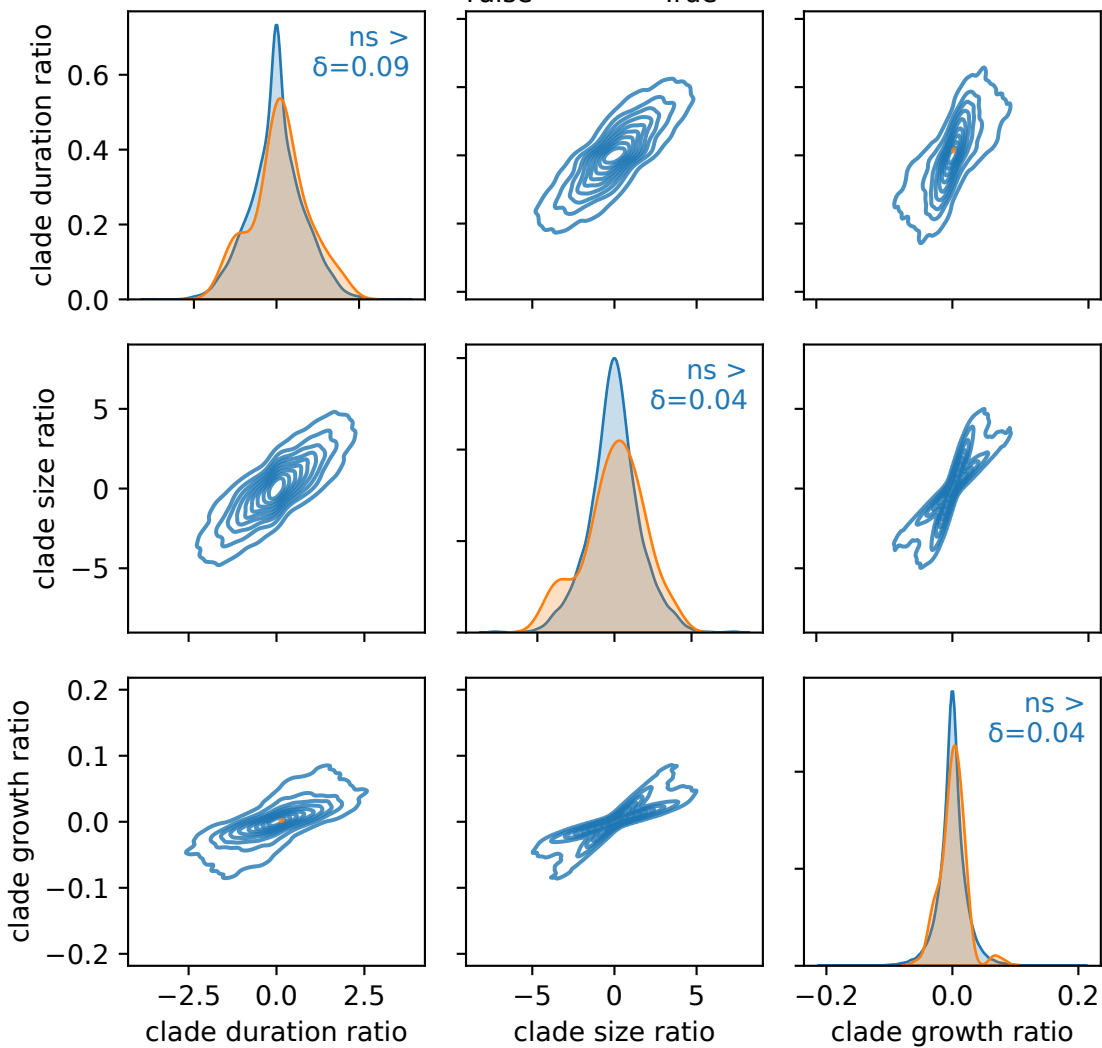 False True
clade duration ratio
0.6
0.4
0.2
0.0
ns >
δ=0.09
clade size ratio
5
0
−5
ns >
δ=0.04
clade growth ratio
0.2
0.1
0.0
−0.1
−0.2
ns >
δ=0.04
−2.5 0.0 2.5
−5 0 5
−0.2 0.0 0.2
clade duration ratio
clade size ratio
clade growth ratio